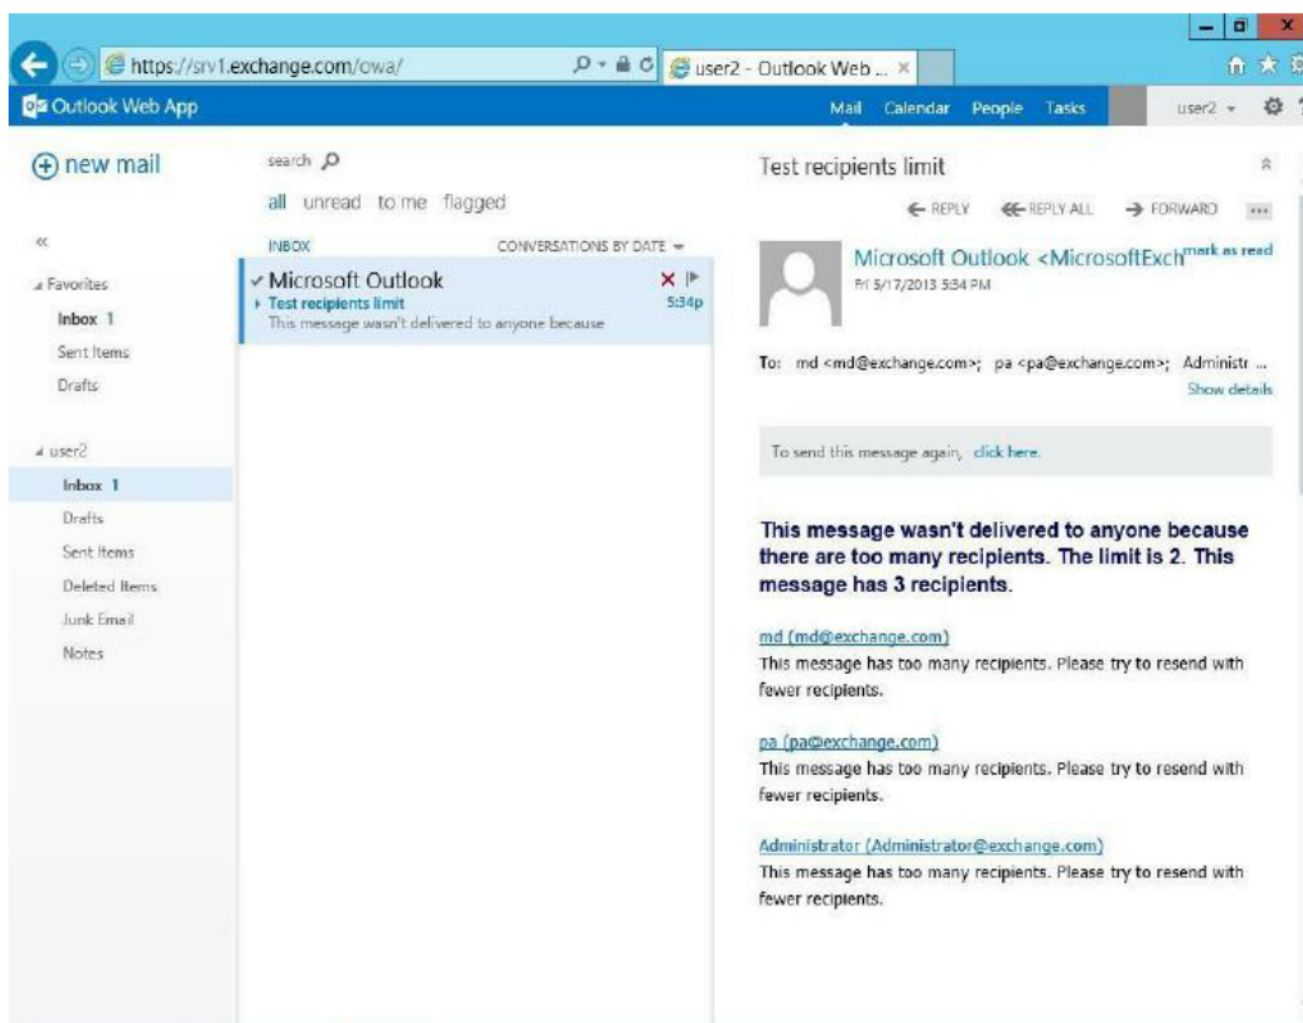 https://srv1.exchange.com/owa/
user2 - Outlook Web ...
Outlook Web App
Mail Calendar People Tasks
user2
new mail
search
all unread to me flagged
INBOX CONVERSATIONS BY DATE
Favorites
Inbox 1
Sent Items
Drafts
user2
Inbox 1
Drafts
Sent Items
Deleted Items
Junk Email
Notes
Microsoft Outlook
Test recipients limit 5:34p
This message wasn't delivered to anyone because
Test recipients limit
REPLY REPLY ALL FORWARD ...
Microsoft Outlook <MicrosoftExch
mark as read
Fri 5/17/2013 5:34 PM
To: md <md@exchange.com>; pa <pa@exchange.com>; Administr ...
Show details
To send this message again, click here.
This message wasn't delivered to anyone because
there are too many recipients. The limit is 2. This
message has 3 recipients.
md (md@exchange.com)
This message has too many recipients. Please try to resend with
fewer recipients.
pa (pa@exchange.com)
This message has too many recipients. Please try to resend with
fewer recipients.
Administrator (Administrator@exchange.com)
This message has too many recipients. Please try to resend with
fewer recipients.